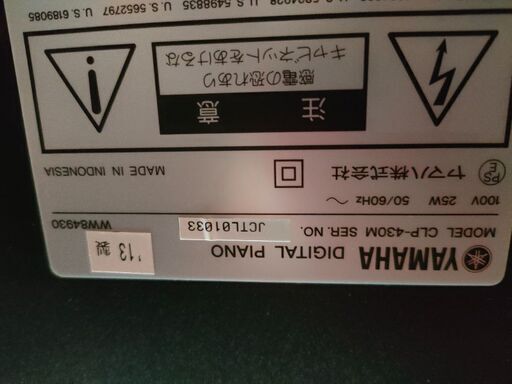 YAMAHA DIGITAL PIANO
'13 製
MODEL CLP-430M SER. NO. JCTL01033 WW84930
100V 25W 50/60Hz ～
PS E ヤマハ株式会社 MADE IN INDONESIA
注 意
感電の恐れあり
キャビネットをあけるな
U.S. 5498835 U.S. 6189085
U.S. 5652797